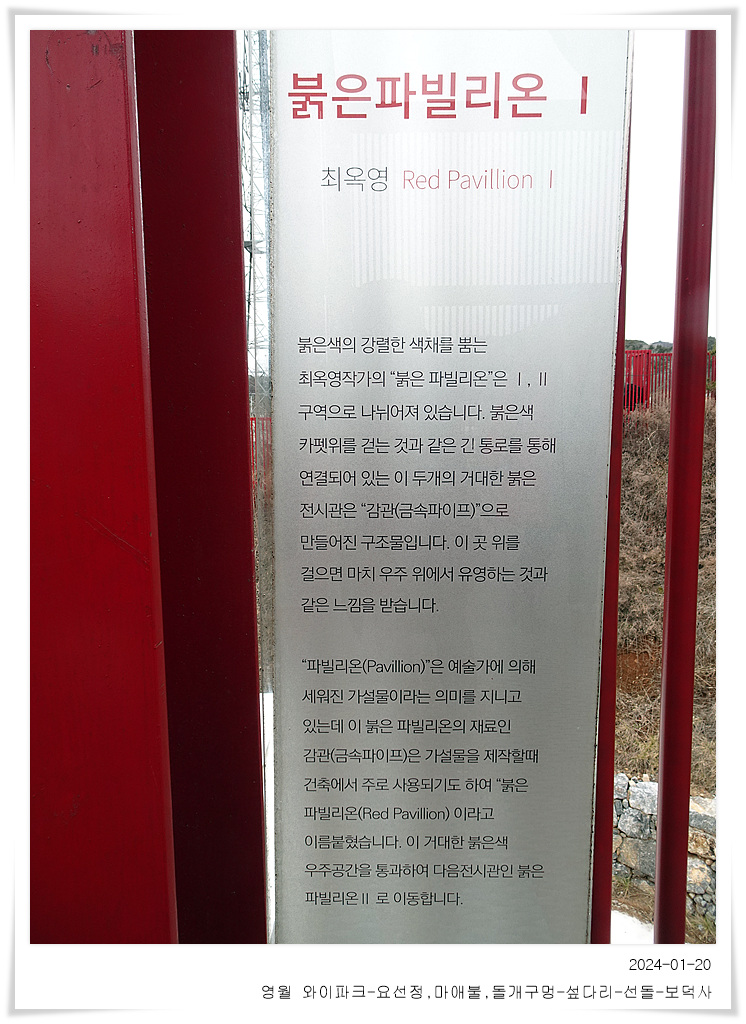 붉은파빌리온 Ⅰ
최옥영 Red Pavillion Ⅰ
붉은색의 강렬한 색채를 뿜는
최옥영작가의 “붉은 파빌리온”은 Ⅰ, Ⅱ
구역으로 나뉘어져 있습니다. 붉은색
카펫위를 걷는 것과 같은 긴 통로를 통해
연결되어 있는 이 두개의 거대한 붉은
전시관은 “감관(금속파이프)”으로
만들어진 구조물입니다. 이 곳 위를
걸으면 마치 우주 위에서 유영하는 것과
같은 느낌을 받습니다.
“파빌리온(Pavillion)”은 예술가에 의해
세워진 가설물이라는 의미를 지니고
있는데 이 붉은 파빌리온의 재료인
감관(금속파이프)은 가설물을 제작할때
건축에서 주로 사용되기도 하여 “붉은
파빌리온(Red Pavillion) 이라고
이름붙혔습니다. 이 거대한 붉은색
우주공간을 통과하여 다음전시관인 붉은
파빌리온Ⅱ 로 이동합니다.
2024-01-20
영월 와이파크-요선정,마애불,돌개구멍-섶다리-선돌-보덕사